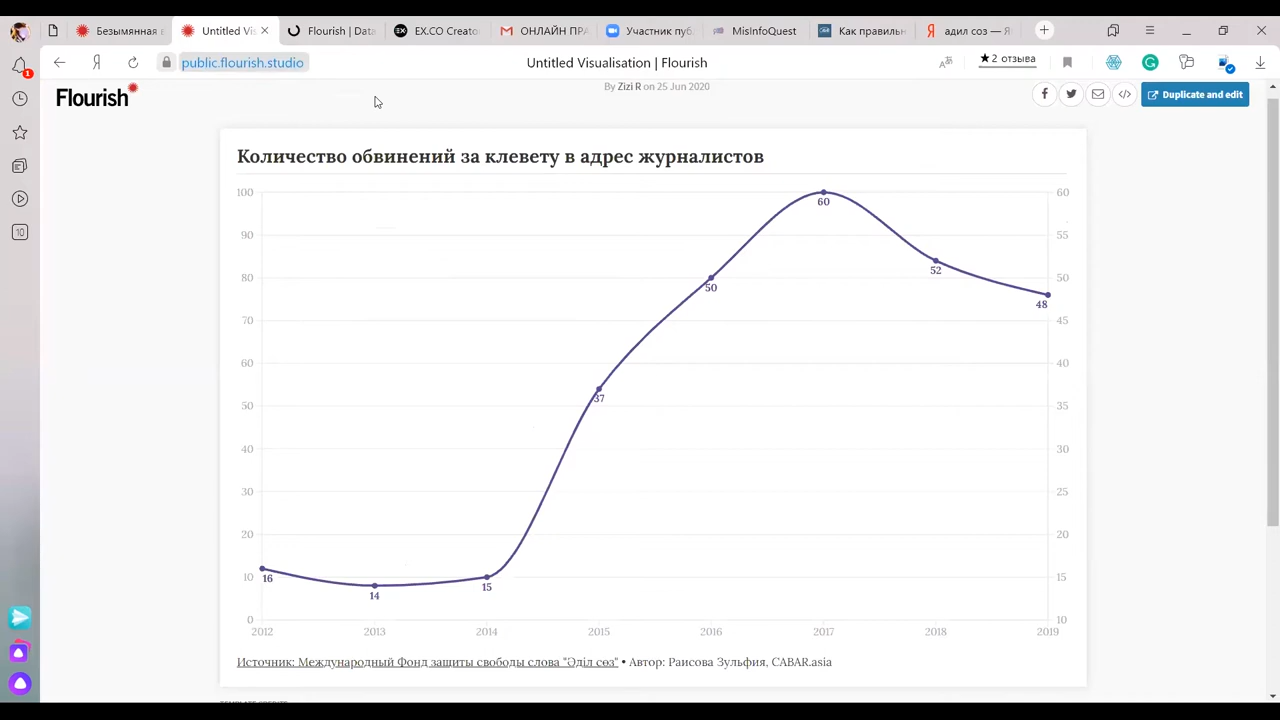 Безымянная в
Untitled Vis
Flourish | Data
EX.CO Creato
ОНЛАЙН ПРА
Участник пуб
MisInfoQuest
Как правильн
адил соз — Я
public.flourish.studio
Untitled Visualisation | Flourish
★2 отзыва
1
10
Flourish
By Zizi R on 25 Jun 2020
Duplicate and edit
Количество обвинений за клевету в адрес журналистов
100
90
80
70
60
50
40
30
20
10
0
60
55
50
45
40
35
30
25
20
15
10
16
14
15
37
50
60
52
48
2012 2013 2014 2015 2016 2017 2018 2019
Источник: Международный Фонд защиты свободы слова "Әділ сөз" • Автор: Раисова Зульфия, CABAR.asia